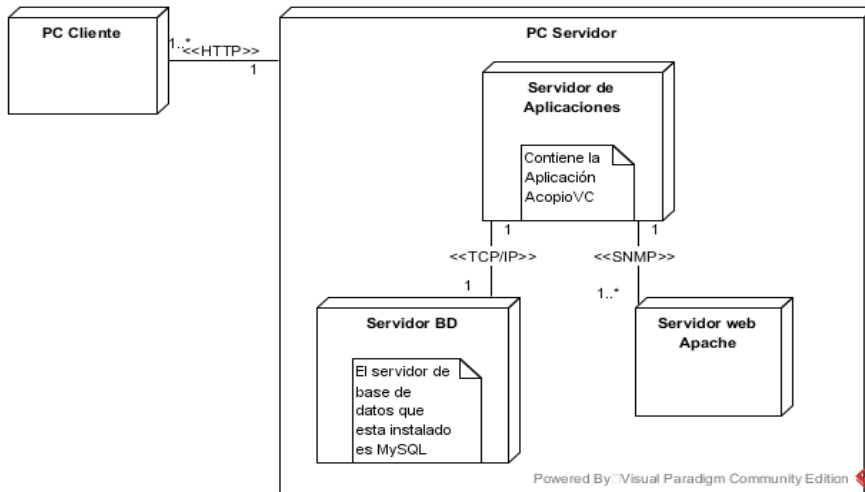 PC Cliente
1..*
<<HTTP>>
1
PC Servidor
Servidor de
Aplicaciones
Contiene la
Aplicación
AcopioVC
1
1
<<TCP/IP>>
<<SNMP>>
1
1..*
Servidor BD
El servidor de
base de
datos que
esta instalado
es MySQL
Servidor web
Apache
Powered By□Visual Paradigm Community Edition